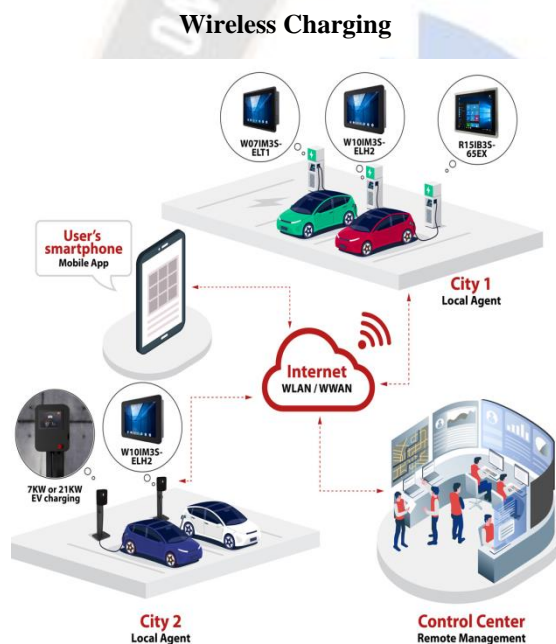 Wireless Charging
W07IM3S-
ELT1
W10IM3S-
ELH2
R15IB3S-
65EX
User's
smartphone
Mobile App
City 1
Local Agent
Internet
WLAN / WWAN
7KW or 21KW
EV charging
W10IM3S-
ELH2
City 2
Local Agent
Control Center
Remote Management